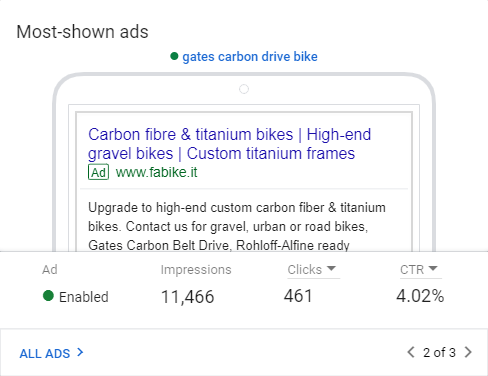 Most-shown ads
gates carbon drive bike
Carbon fibre & titanium bikes | High-end
gravel bikes | Custom titanium frames
Ad www.fabike.it
Upgrade to high-end custom carbon fiber & titanium
bikes. Contact us for gravel, urban or road bikes,
Gates Carbon Belt Drive, Rohloff-Alfine ready
Ad Impressions Clicks CTR
Enabled 11,466 461 4.02%
ALL ADS 2 of 3